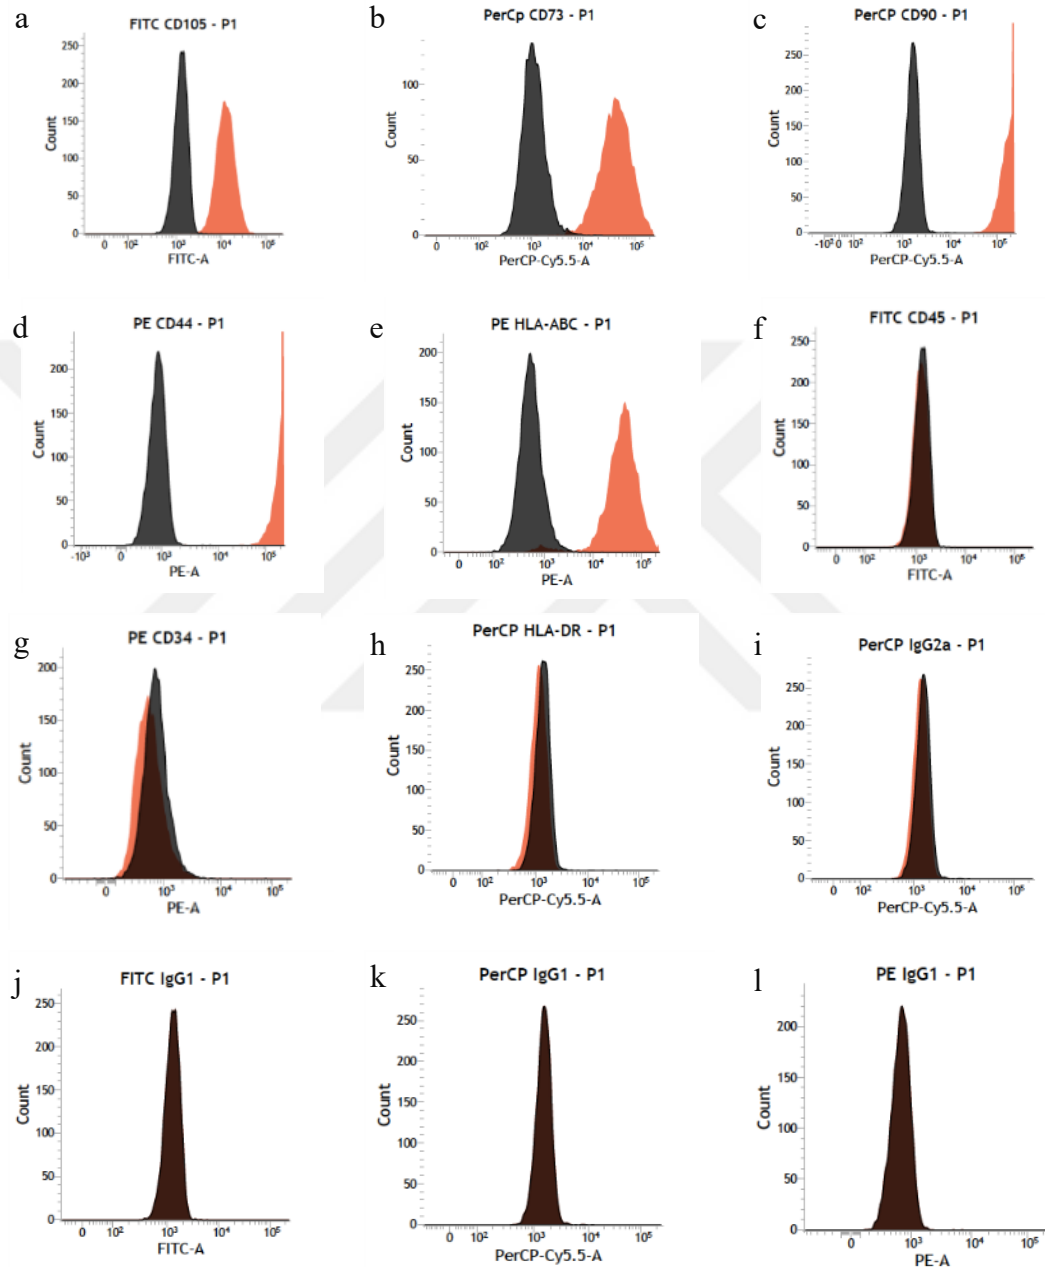 a
FITC CD105 - P1
250
200
150
100
50
0
Count
0 10² 10³ 10⁴ 10⁵
FITC-A
b
PerCp CD73 - P1
100
50
0
Count
0 10² 10³ 10⁴ 10⁵
PerCP-Cy5.5-A
c
PerCP CD90 - P1
250
200
150
100
50
0
Count
-10² 0 10² 10³ 10⁴ 10⁵
PerCP-Cy5.5-A
d
PE CD44 - P1
200
150
100
50
0
Count
-10³ 0 10³ 10⁴ 10⁵
PE-A
e
PE HLA-ABC - P1
200
150
100
50
0
Count
0 10² 10³ 10⁴ 10⁵
PE-A
f
FITC CD45 - P1
250
200
150
100
50
0
Count
0 10² 10³ 10⁴ 10⁵
FITC-A
g
PE CD34 - P1
200
150
100
50
0
Count
0 10³ 10⁴ 10⁵
PE-A
h
PerCP HLA-DR - P1
250
200
150
100
50
0
Count
0 10² 10³ 10⁴ 10⁵
PerCP-Cy5.5-A
i
PerCP IgG2a - P1
250
200
150
100
50
0
Count
0 10² 10³ 10⁴ 10⁵
PerCP-Cy5.5-A
j
FITC IgG1 - P1
250
200
150
100
50
0
Count
0 10² 10³ 10⁴ 10⁵
FITC-A
k
PerCP IgG1 - P1
250
200
150
100
50
0
Count
0 10² 10³ 10⁴ 10⁵
PerCP-Cy5.5-A
l
PE IgG1 - P1
200
150
100
50
0
Count
0 10³ 10⁴ 10⁵
PE-A